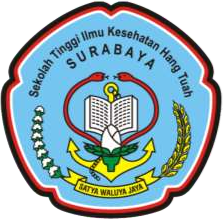 Sekolah Tinggi Ilmu Kesehatan Hang Tuah
SURABAYA
SATYA WALUYA JAYA